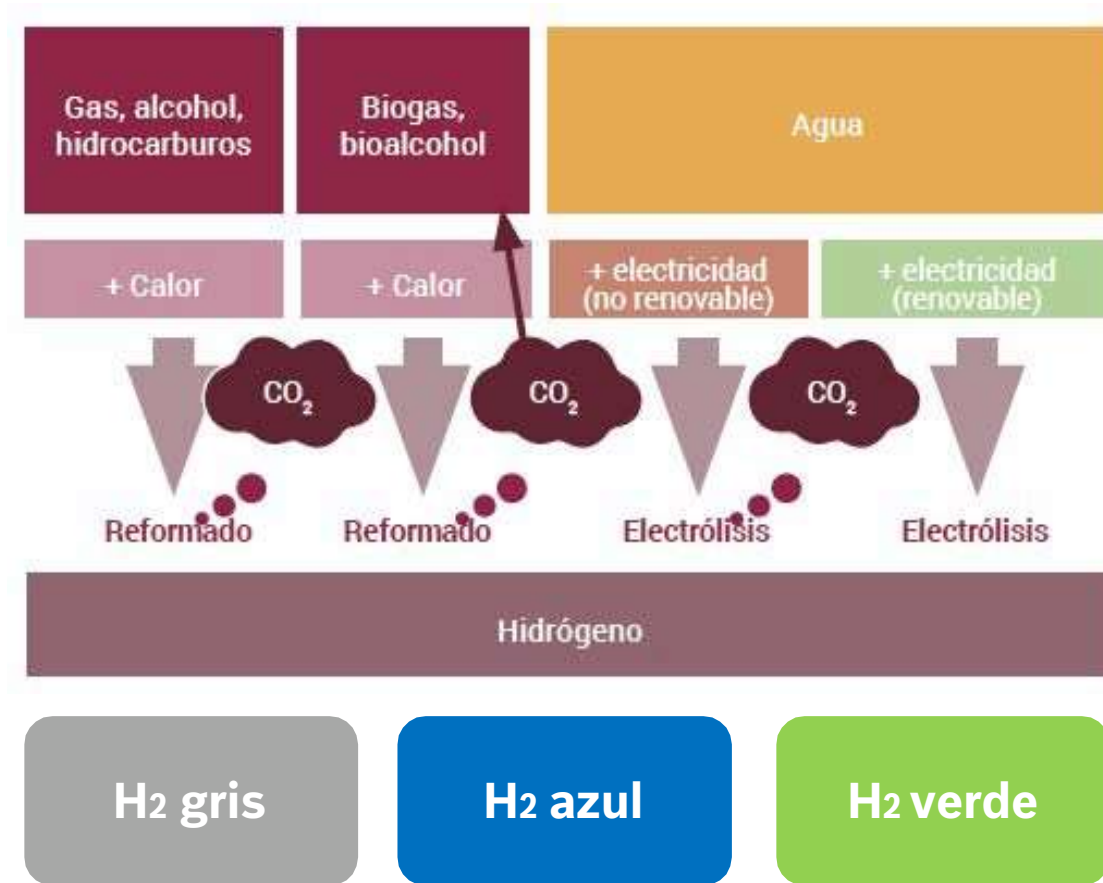 Gas, alcohol,
hidrocarburos
Biogas,
bioalcohol
Agua
+ Calor
+ Calor
+ electricidad
(no renovable)
+ electricidad
(renovable)
CO₂
CO₂
CO₂
Reformado
Reformado
Electrólisis
Electrólisis
Hidrógeno
H2 gris
H2 azul
H2 verde